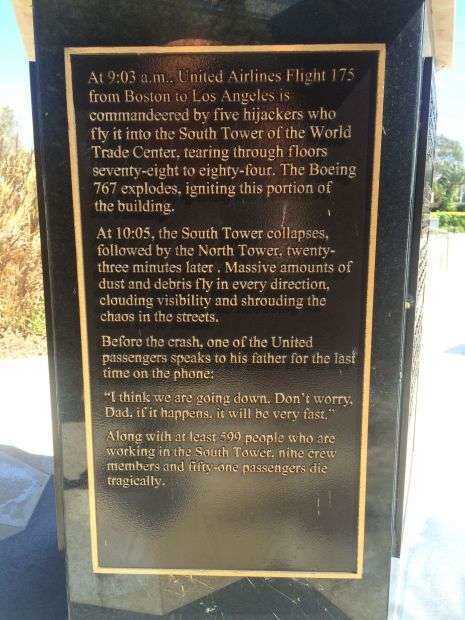 At 9:03 a.m., United Airlines Flight 175
from Boston to Los Angeles is
commandeered by five hijackers who
fly it into the South Tower of the World
Trade Center, tearing through floors
seventy-eight to eighty-four. The Boeing
767 explodes, igniting this portion of
the building.
At 10:05, the South Tower collapses,
followed by the North Tower, twenty-
three minutes later . Massive amounts of
dust and debris fly in every direction,
clouding visibility and shrouding the
chaos in the streets.
Before the crash, one of the United
passengers speaks to his father for the last
time on the phone:
“I think we are going down. Don’t worry,
Dad, if it happens, it will be very fast.”
Along with at least 599 people who are
working in the South Tower, nine crew
members and fifty-one passengers die
tragically.